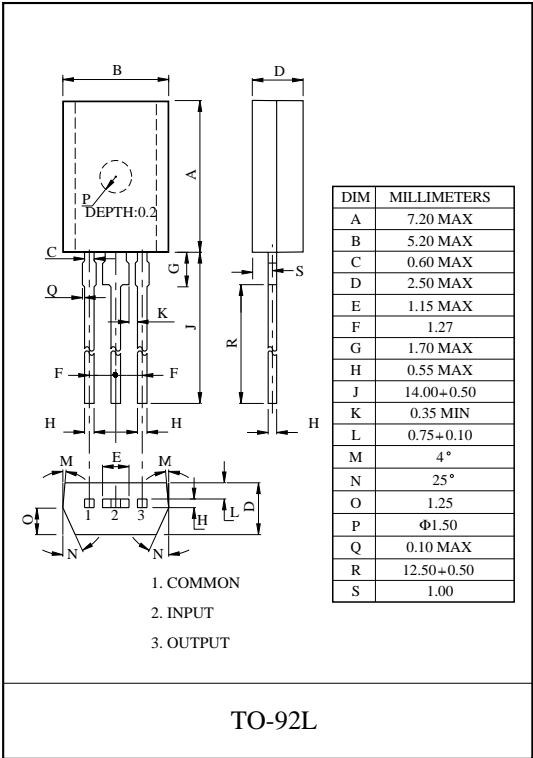 B
D
A
P
DEPTH:0.2
C
G
S
Q
K
J
R
F F
H H H
M E M
L
1 2 3
H
D
O
N N
1. COMMON
2. INPUT
3. OUTPUT
DIM MILLIMETERS
A 7.20 MAX
B 5.20 MAX
C 0.60 MAX
D 2.50 MAX
E 1.15 MAX
F 1.27
G 1.70 MAX
H 0.55 MAX
J 14.00+0.50
K 0.35 MIN
L 0.75+0.10
M 4°
N 25°
O 1.25
P Φ1.50
Q 0.10 MAX
R 12.50+0.50
S 1.00
TO-92L